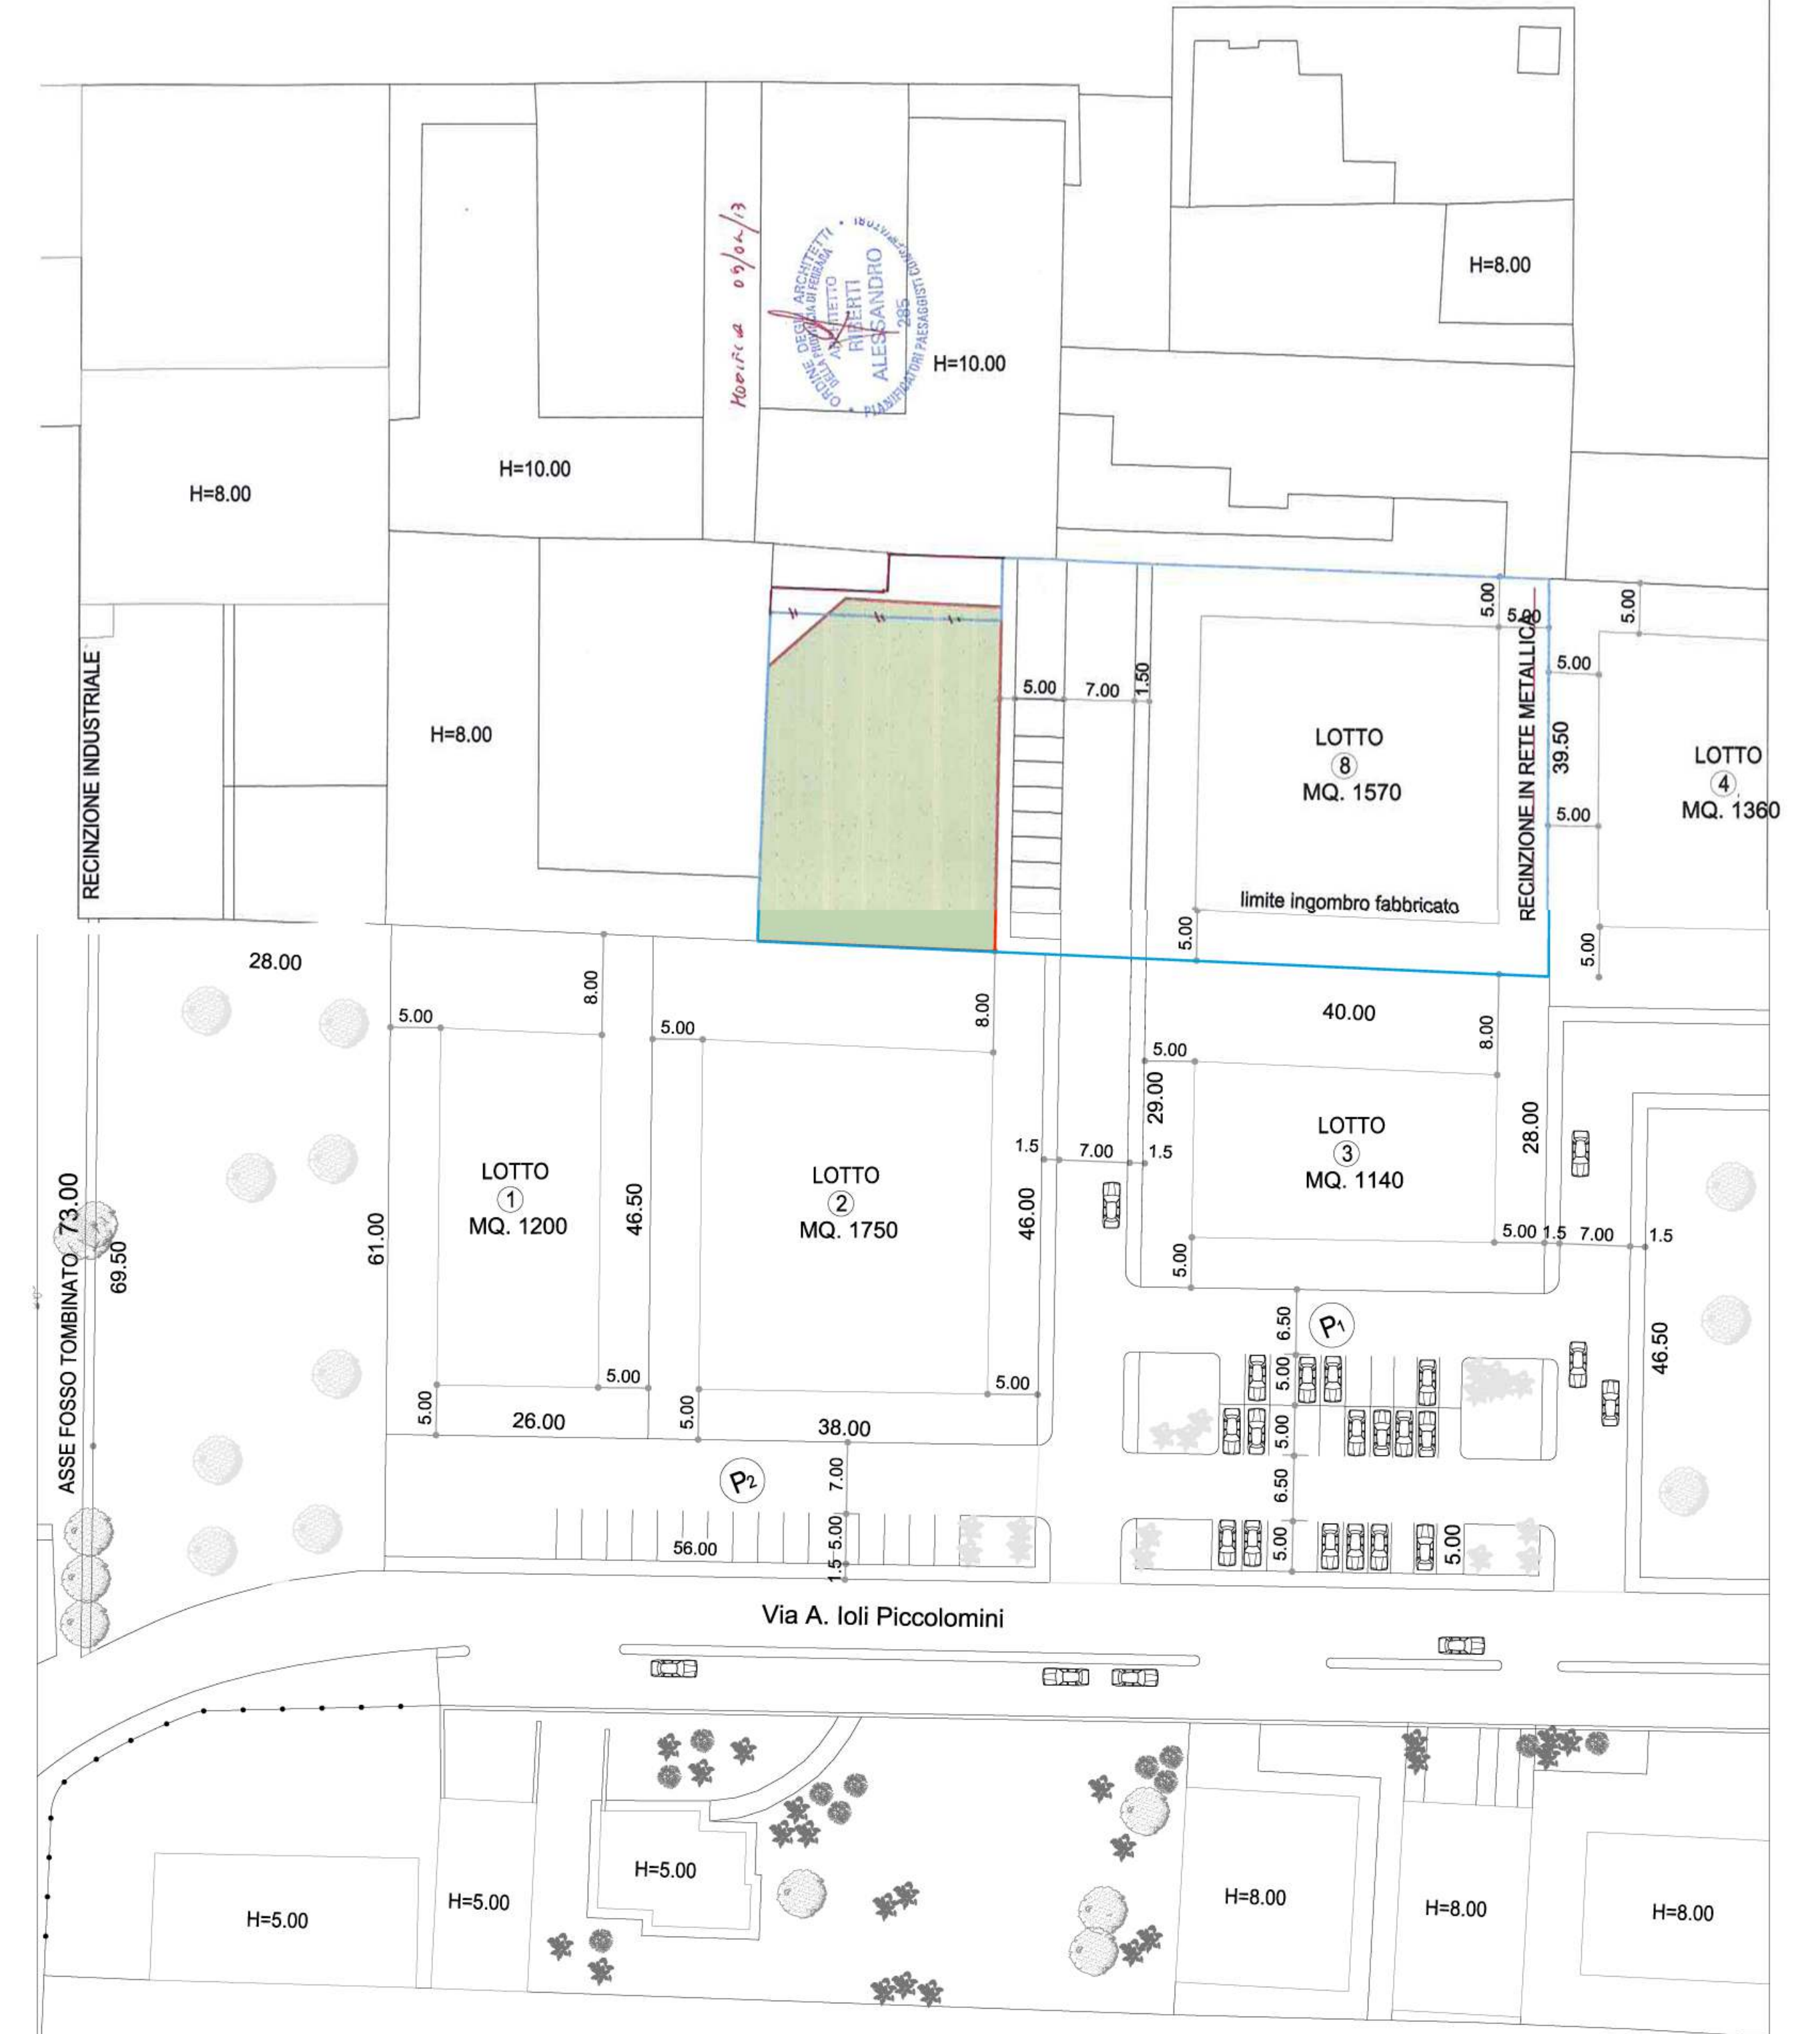 H=8.00
Modifica 09/04/13
ORDINE DEGLI ARCHITETTI
DELLA PROVINCIA DI FERRARA
ARCHITETTO
RIBERTI
ALESSANDRO
285
PIANIFICATORI PAESAGGISTI
H=10.00
H=10.00
H=8.00
RECINZIONE INDUSTRIALE
H=8.00
5.00
7.00
1.50
5.00
5.00
5.00
RECINZIONE IN RETE METALLICA
5.00
39.50
5.00
LOTTO
8
MQ. 1570
LOTTO
4
MQ. 1360
limite ingombro fabbricato
5.00
5.00
28.00
8.00
5.00
5.00
8.00
40.00
8.00
5.00
29.00
28.00
LOTTO
3
MQ. 1140
1.5
7.00
1.5
LOTTO
1
MQ. 1200
LOTTO
2
MQ. 1750
ASSE FOSSO TOMBINATO 73.00
69.50
61.00
46.50
46.00
5.00
5.00
1.5
7.00
1.5
6.50
P1
46.50
5.00
5.00
5.00
5.00
5.00
5.00
26.00
38.00
P2
7.00
6.50
5.00
56.00
1.5
5.00
5.00
Via A. Ioli Piccolomini
H=5.00
H=5.00
H=5.00
H=8.00
H=8.00
H=8.00